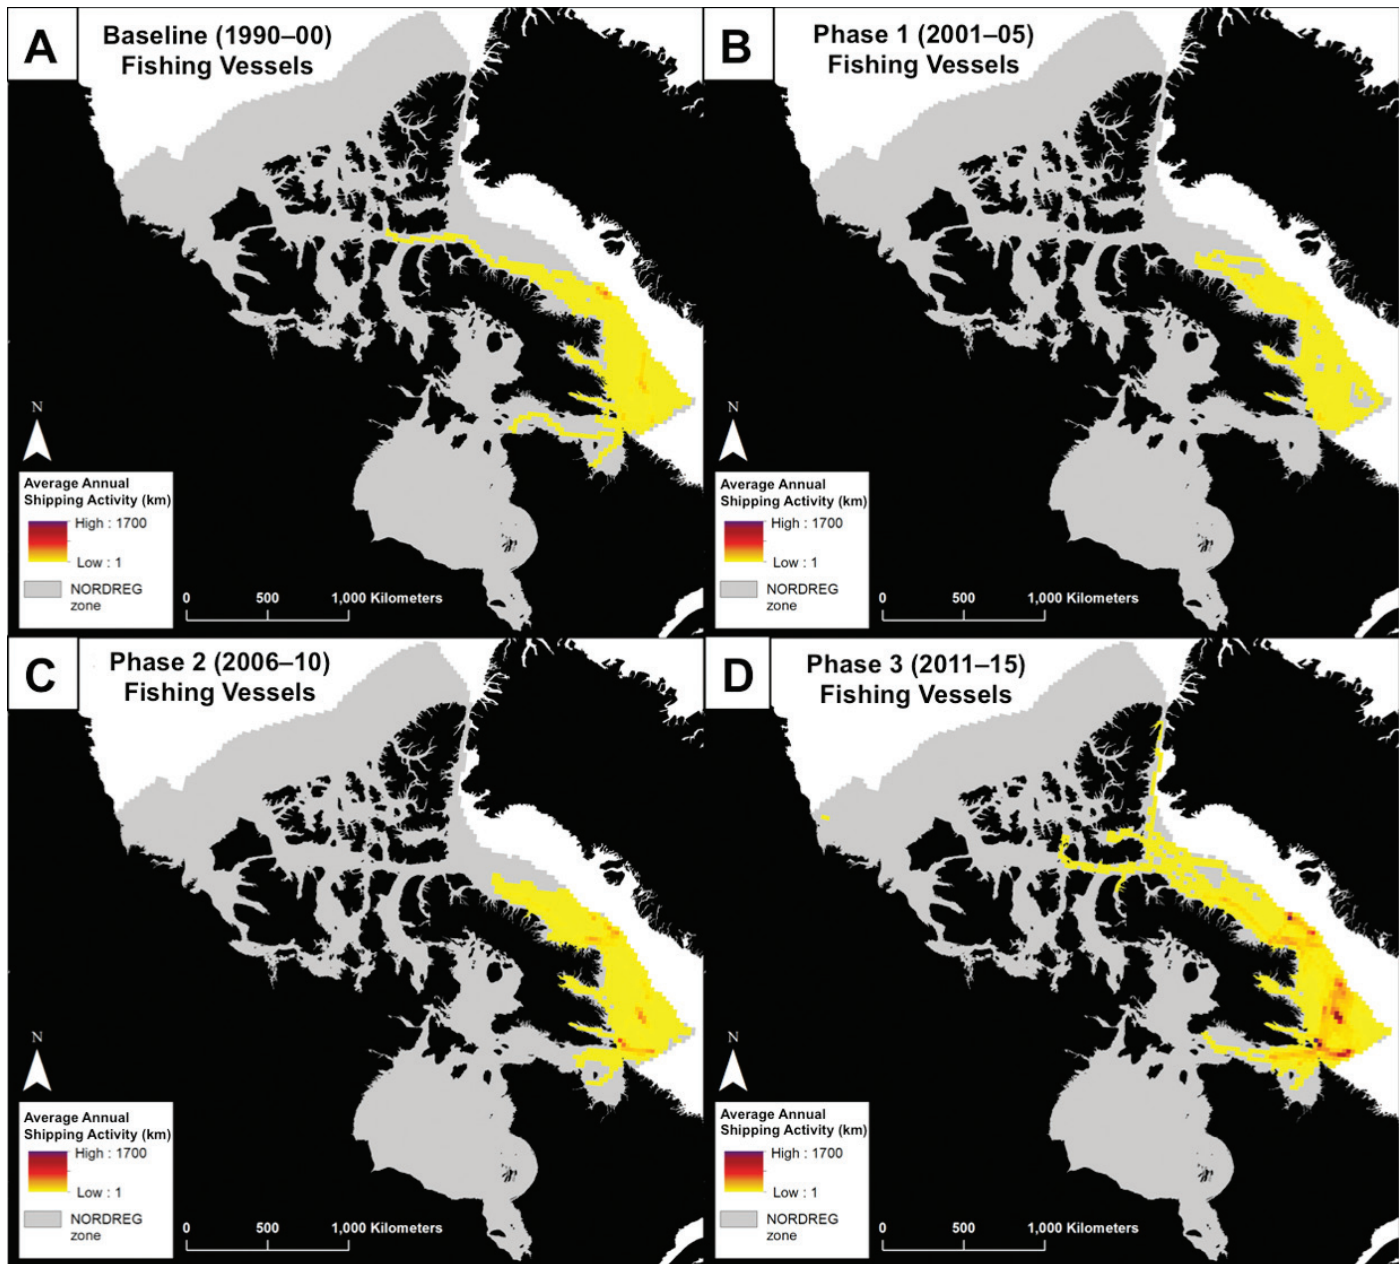 A
Baseline (1990–00)
Fishing Vessels
N
Average Annual
Shipping Activity (km)
High : 1700
Low : 1
NORDREG
zone
0 500 1,000 Kilometers
B
Phase 1 (2001–05)
Fishing Vessels
N
Average Annual
Shipping Activity (km)
High : 1700
Low : 1
NORDREG
zone
0 500 1,000 Kilometers
C
Phase 2 (2006–10)
Fishing Vessels
N
Average Annual
Shipping Activity (km)
High : 1700
Low : 1
NORDREG
zone
0 500 1,000 Kilometers
D
Phase 3 (2011–15)
Fishing Vessels
N
Average Annual
Shipping Activity (km)
High : 1700
Low : 1
NORDREG
zone
0 500 1,000 Kilometers